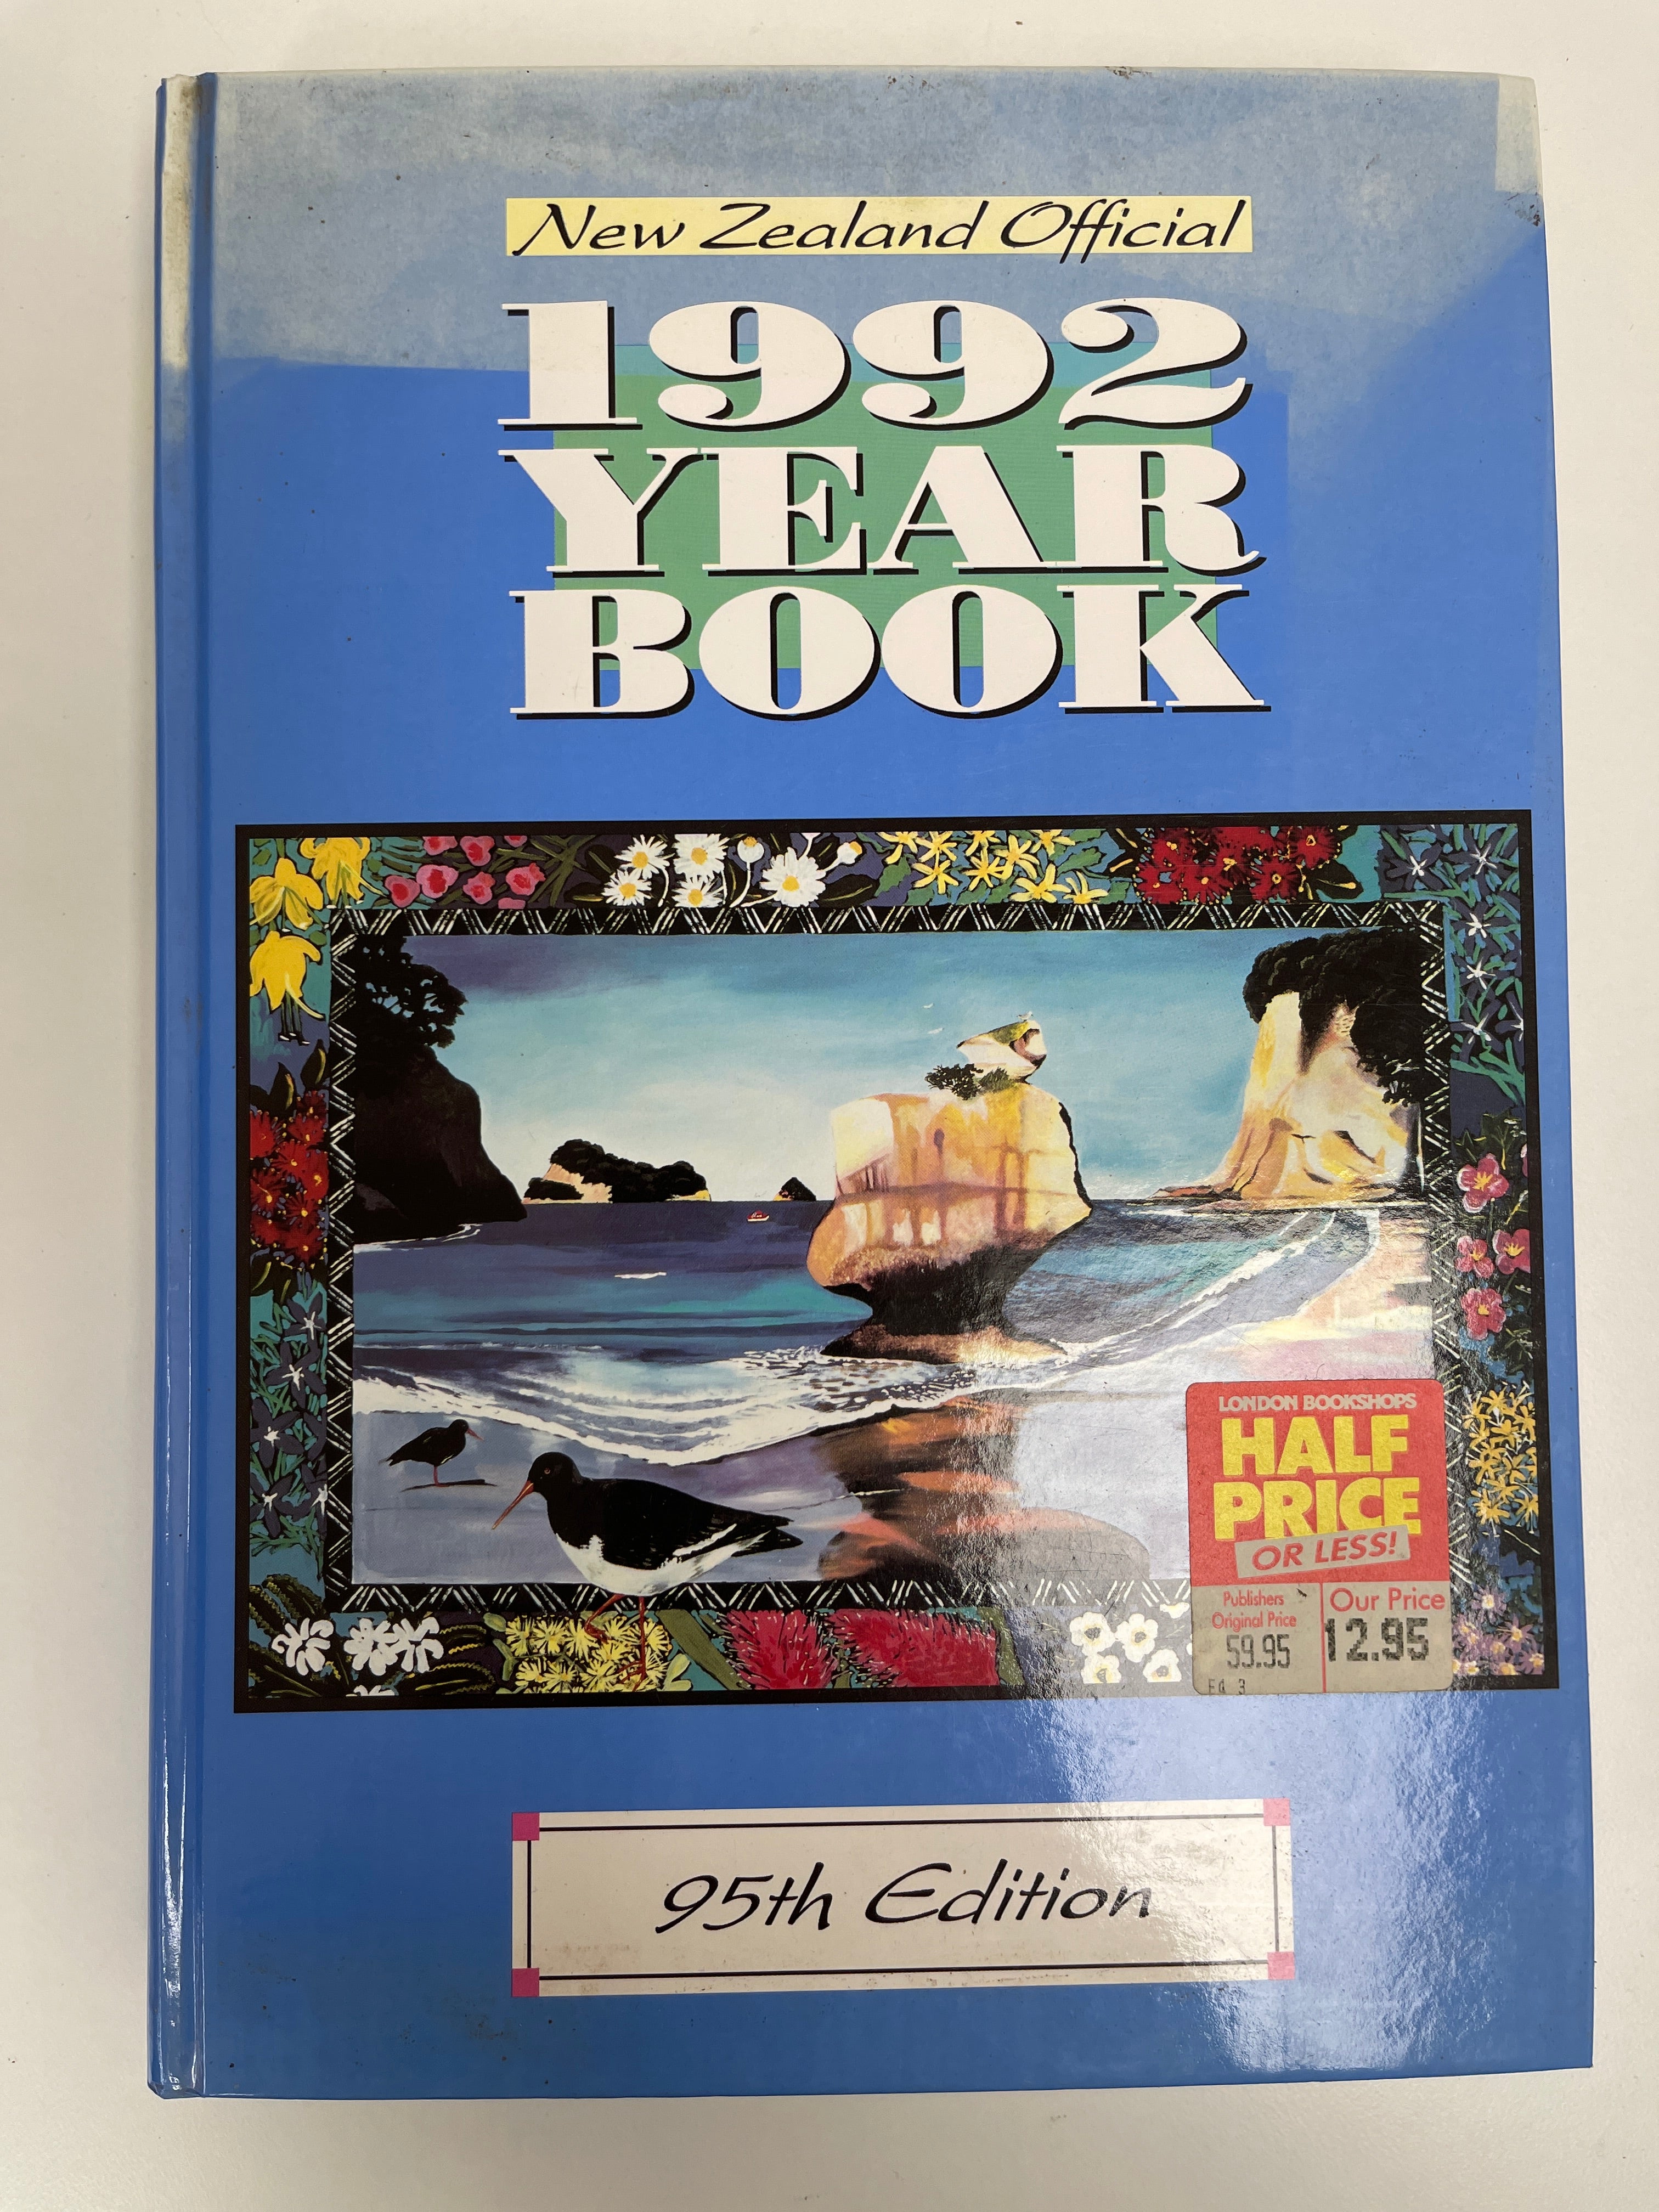 New Zealand Official
1992
YEAR
BOOK
LONDON BOOKSHOPS
HALF
PRICE
OR LESS!
Publishers
Original Price
59.95
Our Price
12.95
95th Edition